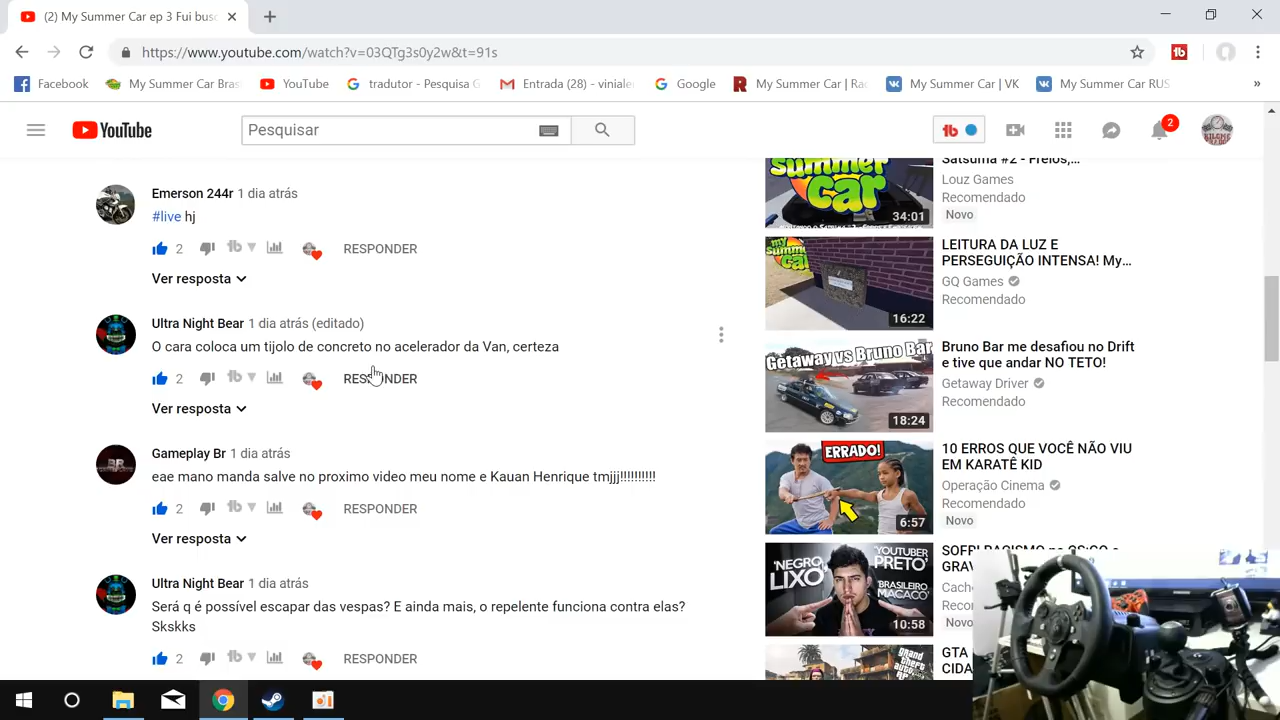 (2) My Summer Car ep 3 Fui busc
https://www.youtube.com/watch?v=03QTg3s0y2w&t=91s
Facebook
My Summer Car Bras
YouTube
tradutor - Pesquisa G
Entrada (28) - viniale
Google
My Summer Car | Ra
My Summer Car | VK
My Summer Car RUS
YouTube
Pesquisar
2
Emerson 244r 1 dia atrás
#live hj
2 RESPONDER
Ver resposta
Ultra Night Bear 1 dia atrás (editado)
O cara coloca um tijolo de concreto no acelerador da Van, certeza
2 RESPONDER
Ver resposta
Gameplay Br 1 dia atrás
eae mano manda salve no proximo video meu nome e Kauan Henrique tmjjj!!!!!!!!!!
2 RESPONDER
Ver resposta
Ultra Night Bear 1 dia atrás
Será q é possível escapar das vespas? E ainda mais, o repelente funciona contra elas?
Skskks
2 RESPONDER
Summer
car
34:01
Satsuma #2 - Freios,...
Louz Games
Recomendado
Novo
my Summer car
16:22
LEITURA DA LUZ E
PERSEGUIÇÃO INTENSA! My...
GQ Games
Recomendado
Getaway vs Bruno Bar
18:24
Bruno Bar me desafiou no Drift
e tive que andar NO TETO!
Getaway Driver
Recomendado
ERRADO!
6:57
10 ERROS QUE VOCÊ NÃO VIU
EM KARATÊ KID
Operação Cinema
Recomendado
Novo
'NEGRO LIXO'
'YOUTUBER PRETO'
'BRASILEIRO MACACO'
10:58
SOFRI RACISMO no CS:GO e
GRAV
Cach
Reco
Novo
grand theft auto
GTA
CIDA